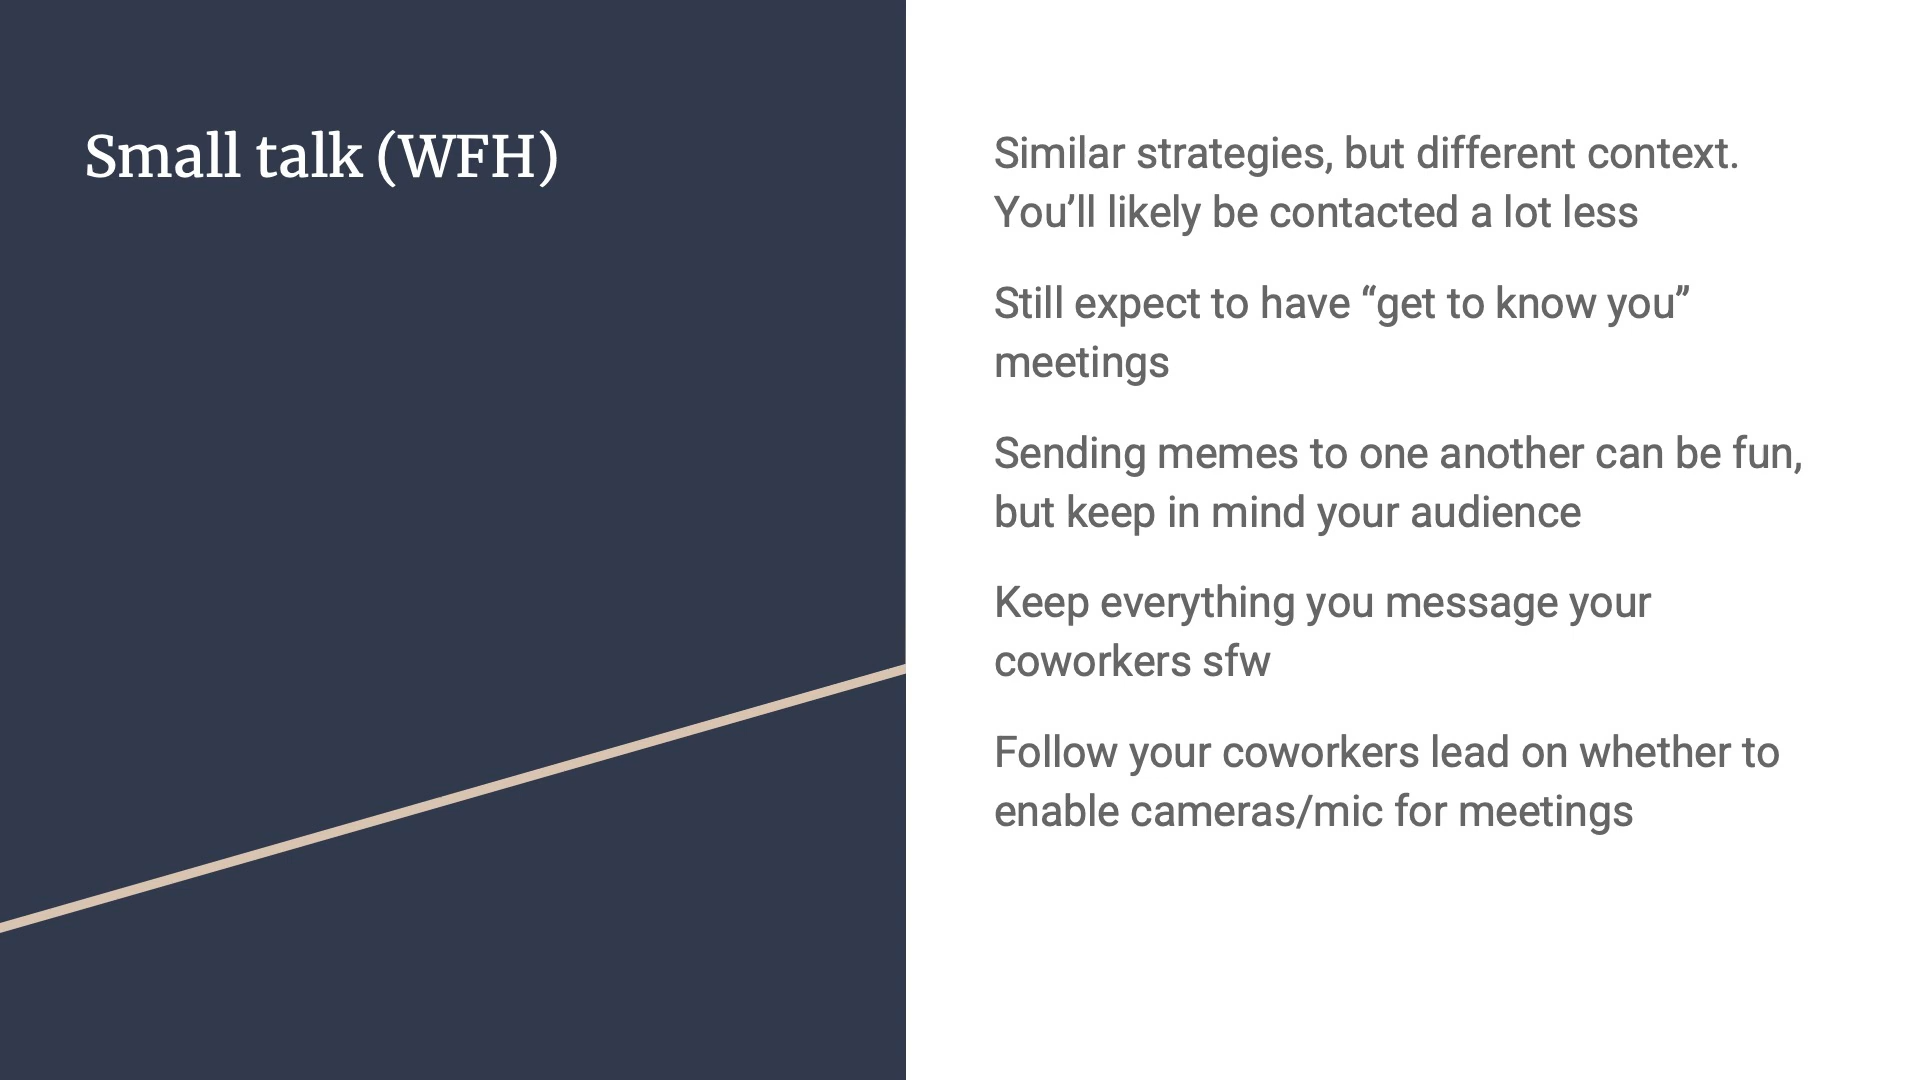 Small talk (WFH)
Similar strategies, but different context.
You’ll likely be contacted a lot less
Still expect to have “get to know you”
meetings
Sending memes to one another can be fun,
but keep in mind your audience
Keep everything you message your
coworkers sfw
Follow your coworkers lead on whether to
enable cameras/mic for meetings